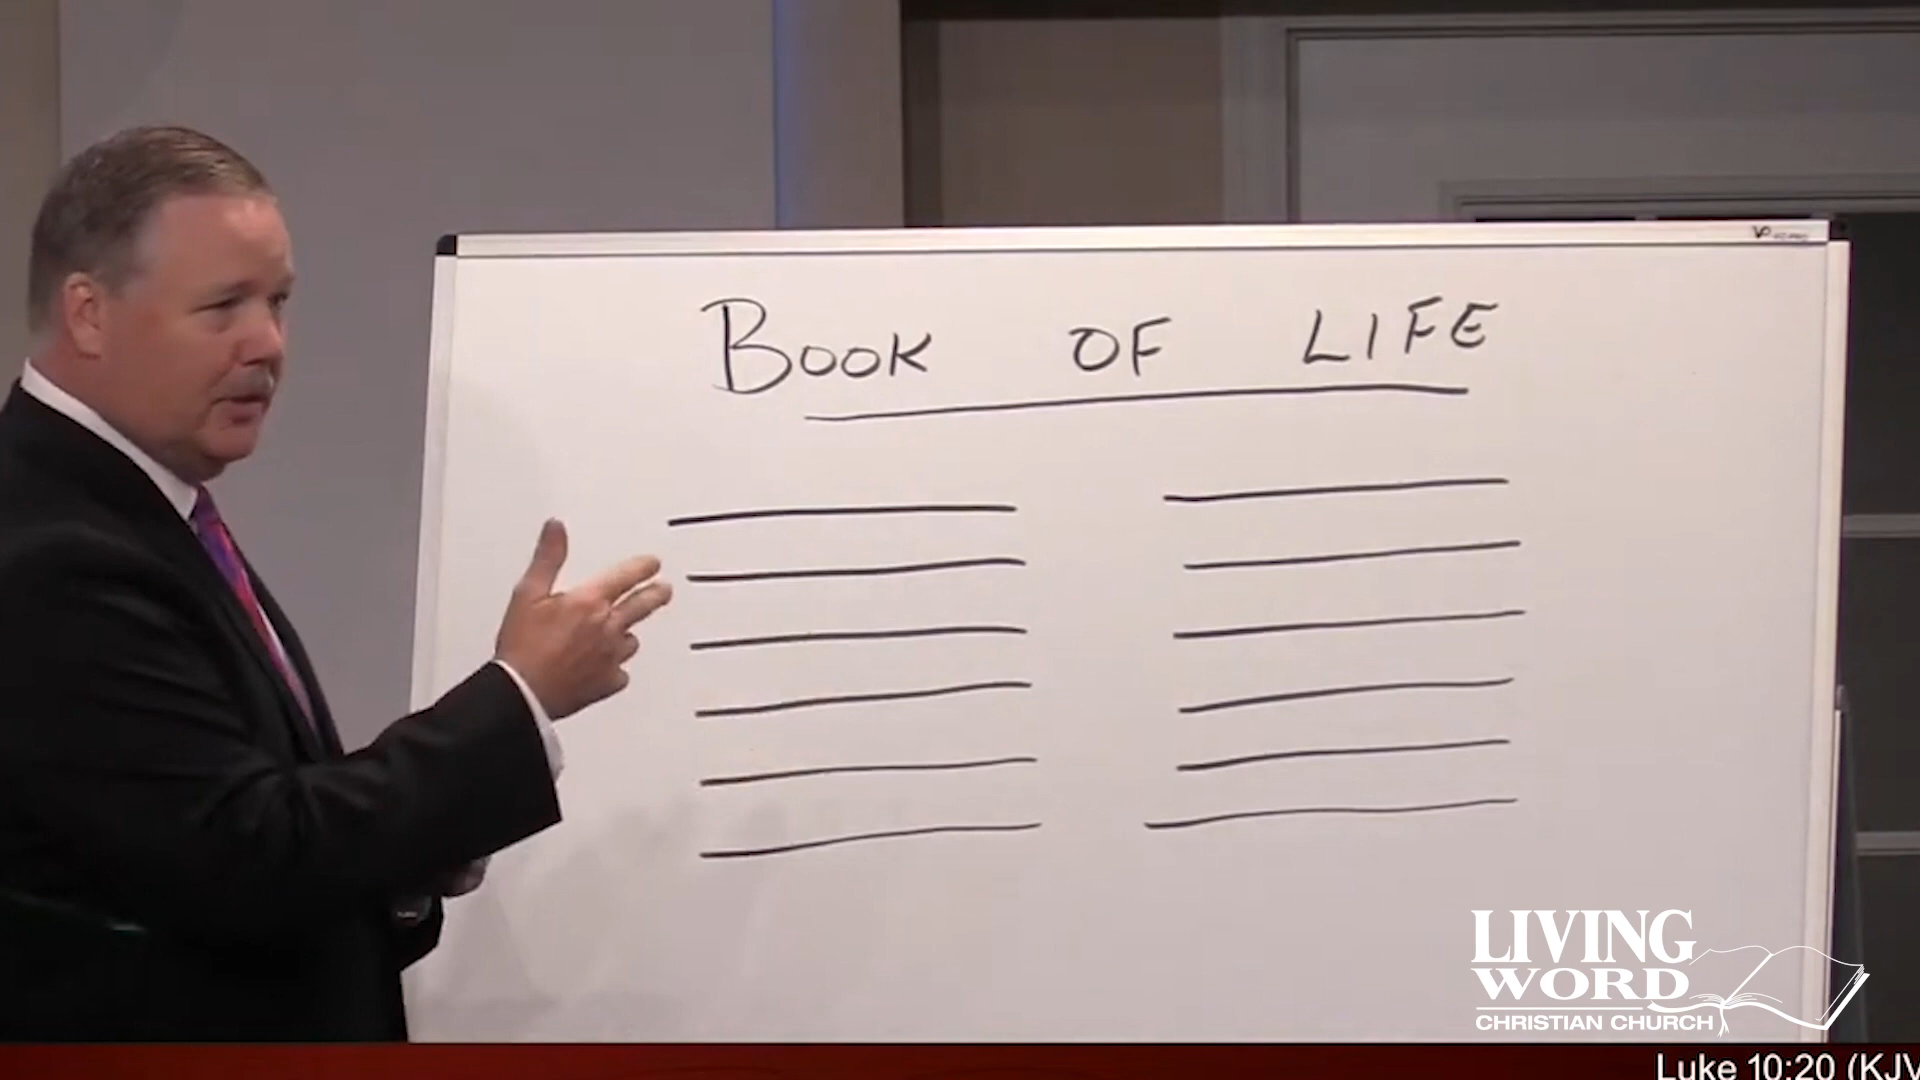 BOOK OF LIFE
LIVING
WORD
CHRISTIAN CHURCH
Luke 10:20 (KJV